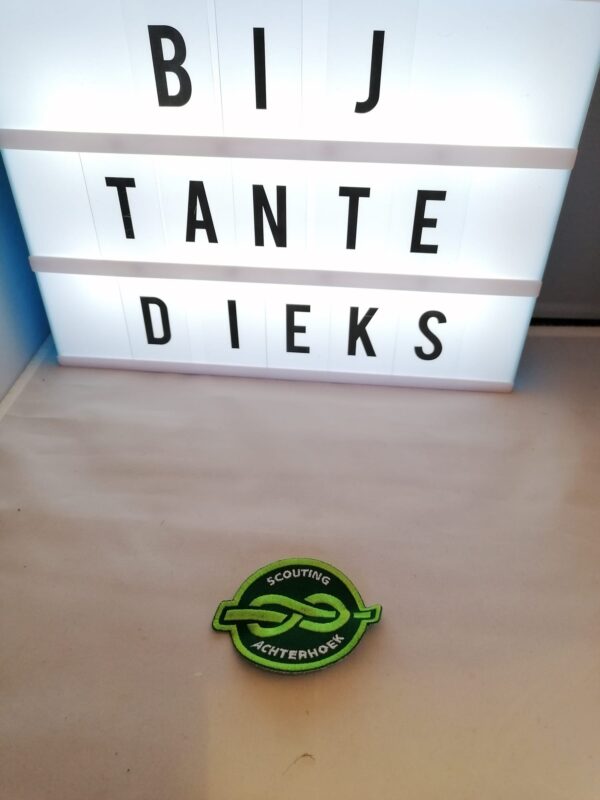 BIJ
TANTE
DIEKS
SCOUTING
ACHTERHOEK